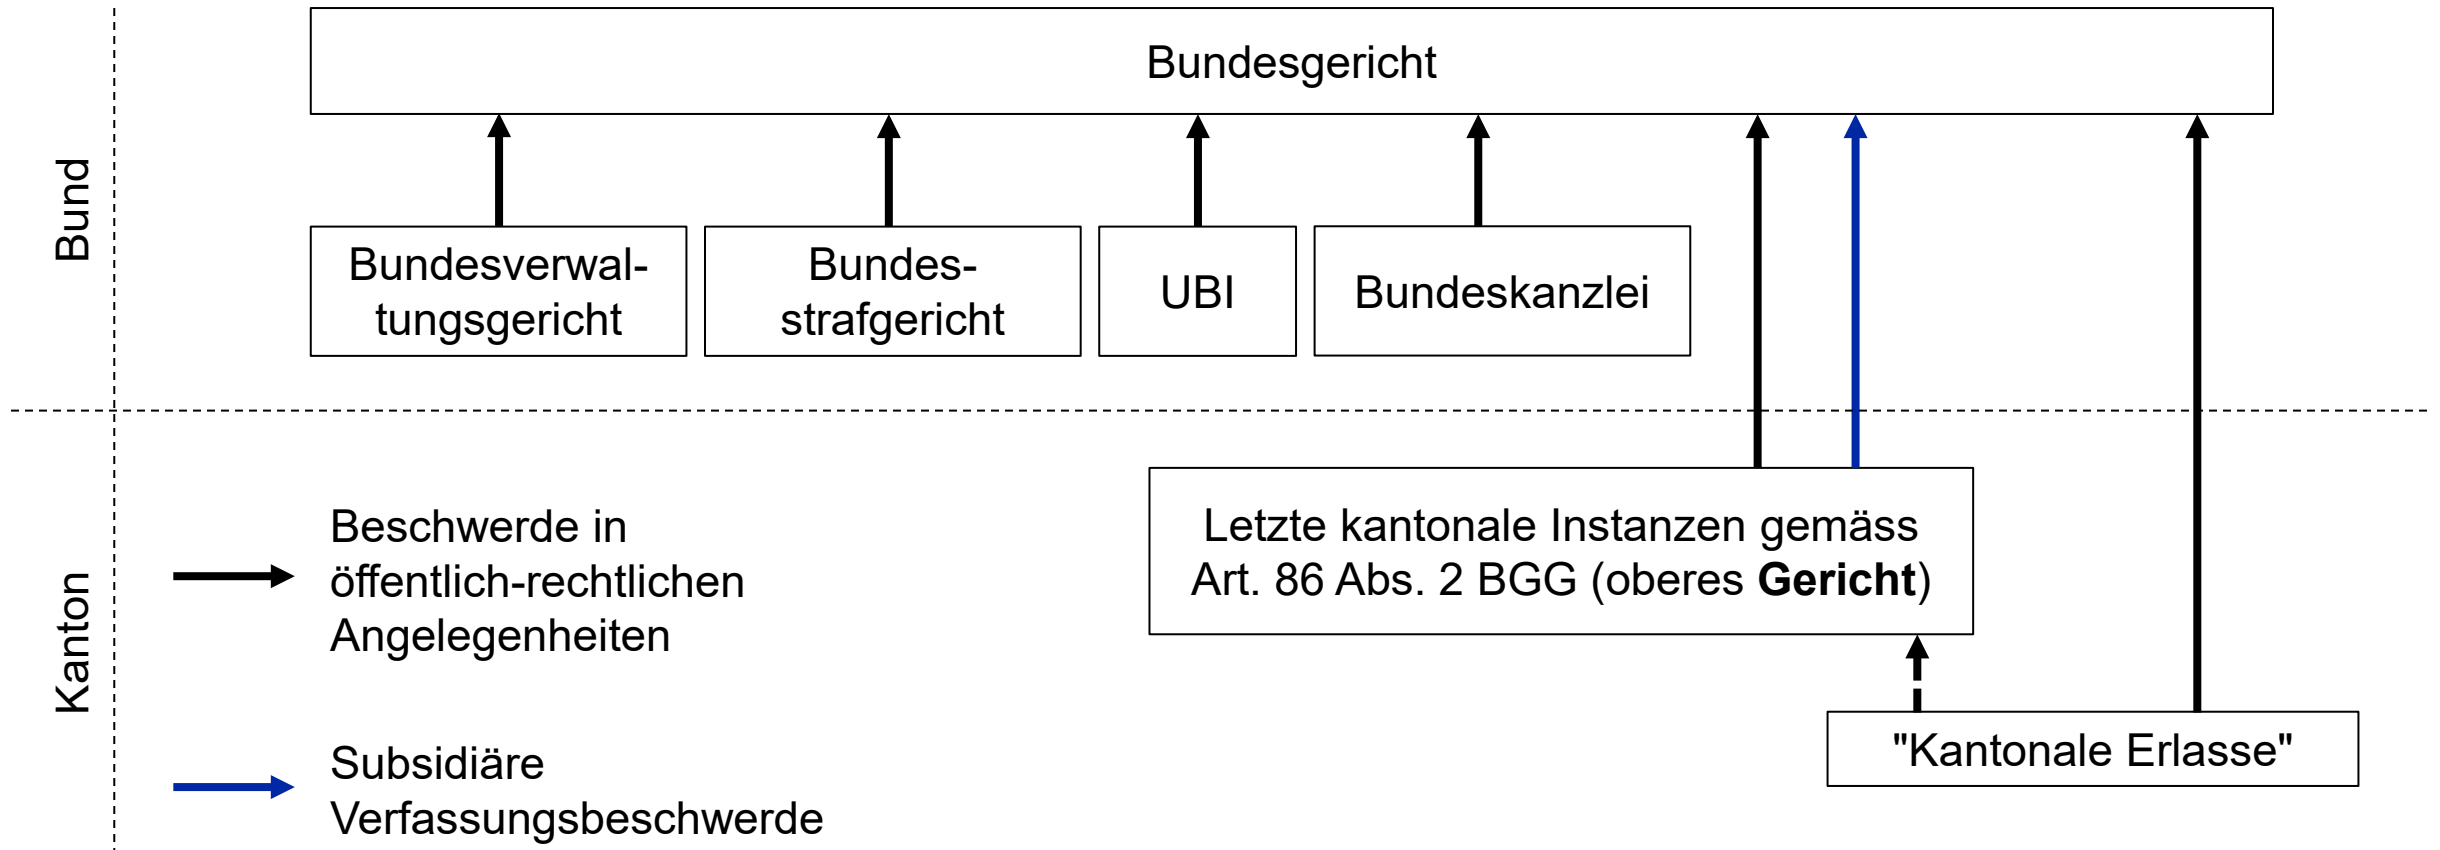 Bundesgericht
Bund
Bundesverwal-
tungsgericht
Bundes-
strafgericht
UBI
Bundeskanzlei
Kanton
Beschwerde in
öffentlich-rechtlichen
Angelegenheiten
Letzte kantonale Instanzen gemäss
Art. 86 Abs. 2 BGG (oberes Gericht)
"Kantonale Erlasse"
Subsidiäre
Verfassungsbeschwerde